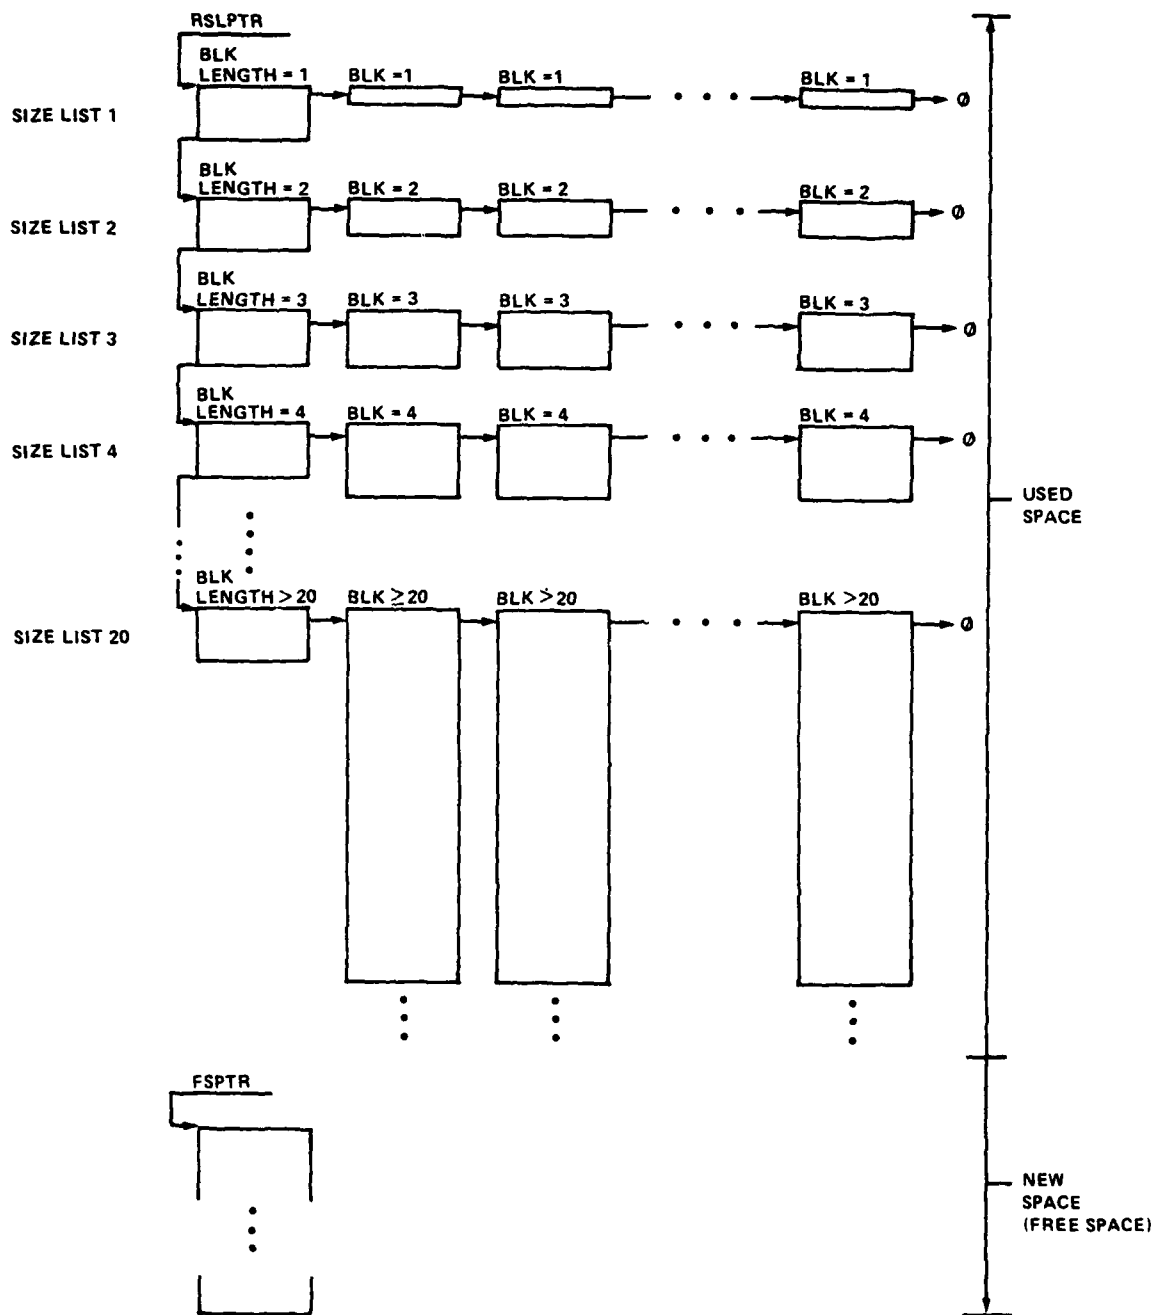 RSLPTR
BLK
LENGTH = 1
BLK =1
BLK =1
BLK = 1
SIZE LIST 1
Ø
BLK
LENGTH = 2
BLK = 2
BLK = 2
BLK = 2
SIZE LIST 2
Ø
BLK
LENGTH = 3
BLK = 3
BLK = 3
BLK = 3
SIZE LIST 3
Ø
BLK
LENGTH = 4
BLK = 4
BLK = 4
BLK = 4
SIZE LIST 4
Ø
USED
SPACE
BLK
LENGTH > 20
BLK ≥ 20
BLK > 20
BLK >20
SIZE LIST 20
Ø
FSPTR
NEW
SPACE
(FREE SPACE)